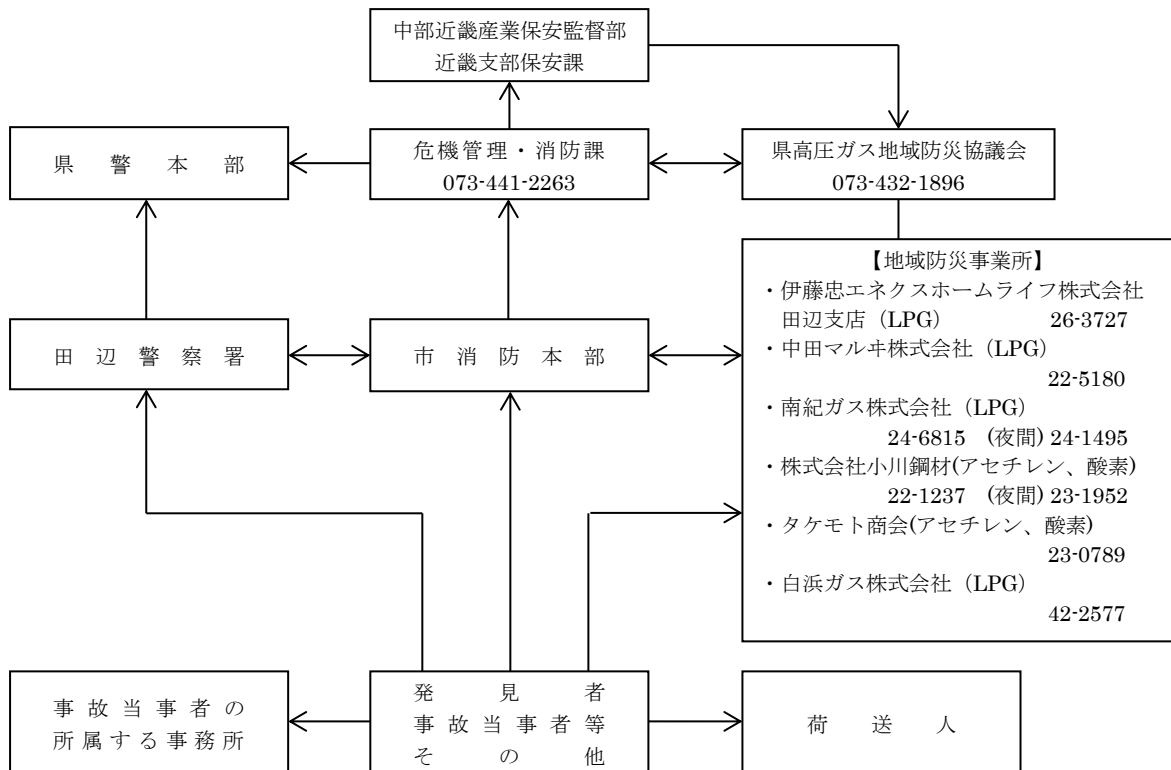 中部近畿産業保安監督部
近畿支部保安課
県警本部
危機管理・消防課
073-441-2263
県高圧ガス地域防災協議会
073-432-1896
【地域防災事業所】
・伊藤忠エネクスホームライフ株式会社
田辺支店（LPG） 26-3727
・中田マルヰ株式会社（LPG）
22-5180
・南紀ガス株式会社（LPG）
24-6815 (夜間) 24-1495
・株式会社小川鋼材(アセチレン、酸素)
22-1237 (夜間) 23-1952
・タケモト商会(アセチレン、酸素)
23-0789
・白浜ガス株式会社（LPG）
42-2577
田辺警察署
市消防本部
事故当事者の
所属する事務所
発見者
事故当事者等
その他
荷送人